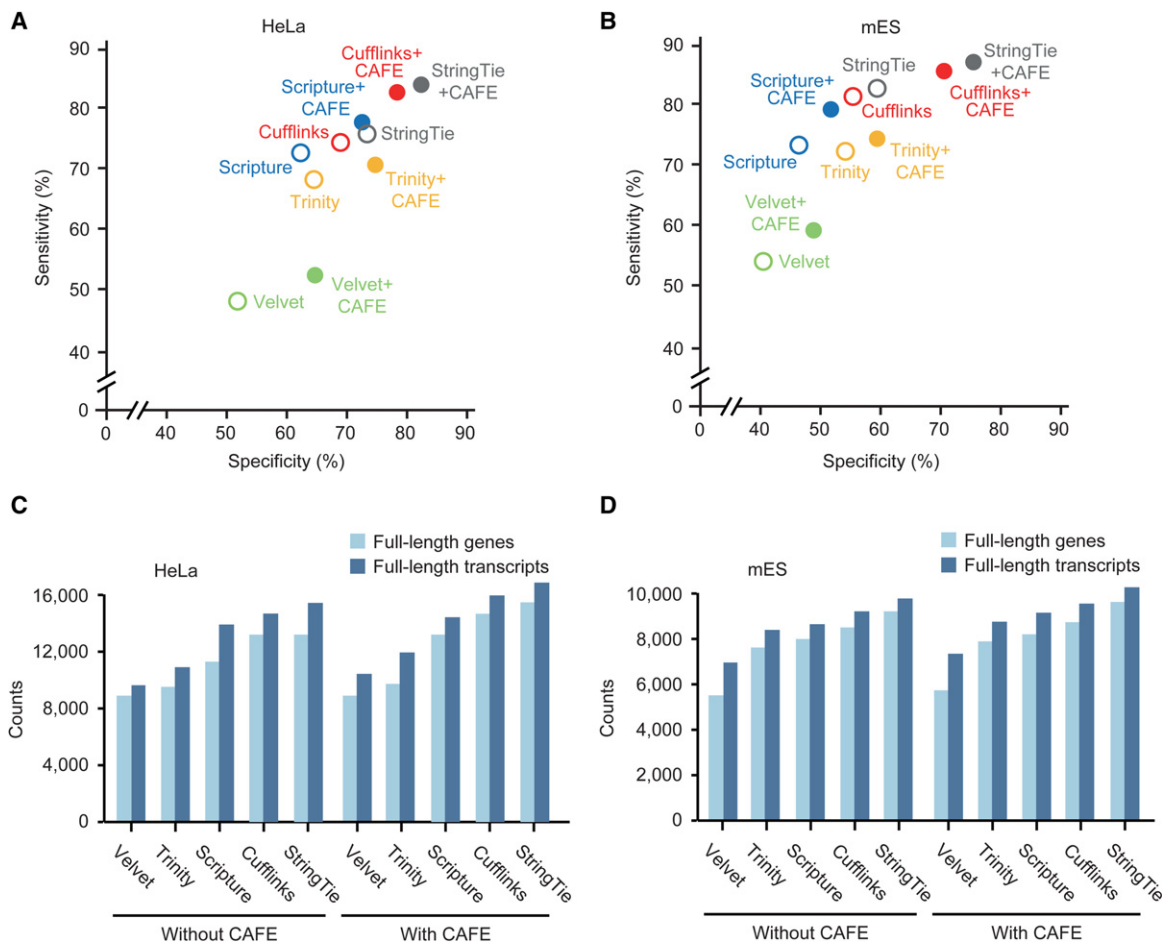 A
HeLa
90
80
70
60
50
40
0
Sensitivity (%)
Cufflinks+
CAFE
StringTie
+CAFE
Scripture+
CAFE
Cufflinks
StringTie
Scripture
Trinity
Trinity+
CAFE
Velvet
Velvet+
CAFE
0
40
50
60
70
80
90
Specificity (%)
B
mES
90
80
70
60
50
40
0
Sensitivity (%)
StringTie
StringTie
+CAFE
Scripture+
CAFE
Cufflinks
Cufflinks+
CAFE
Scripture
Trinity
Trinity+
CAFE
Velvet+
CAFE
Velvet
0
40
50
60
70
80
90
Specificity (%)
C
Full-length genes
Full-length transcripts
HeLa
16,000
12,000
8,000
4,000
0
Counts
Velvet
Trinity
Scripture
Cufflinks
StringTie
Velvet
Trinity
Scripture
Cufflinks
StringTie
Without CAFE
With CAFE
D
Full-length genes
Full-length transcripts
mES
10,000
8,000
6,000
4,000
2,000
0
Counts
Velvet
Trinity
Scripture
Cufflinks
StringTie
Velvet
Trinity
Scripture
Cufflinks
StringTie
Without CAFE
With CAFE